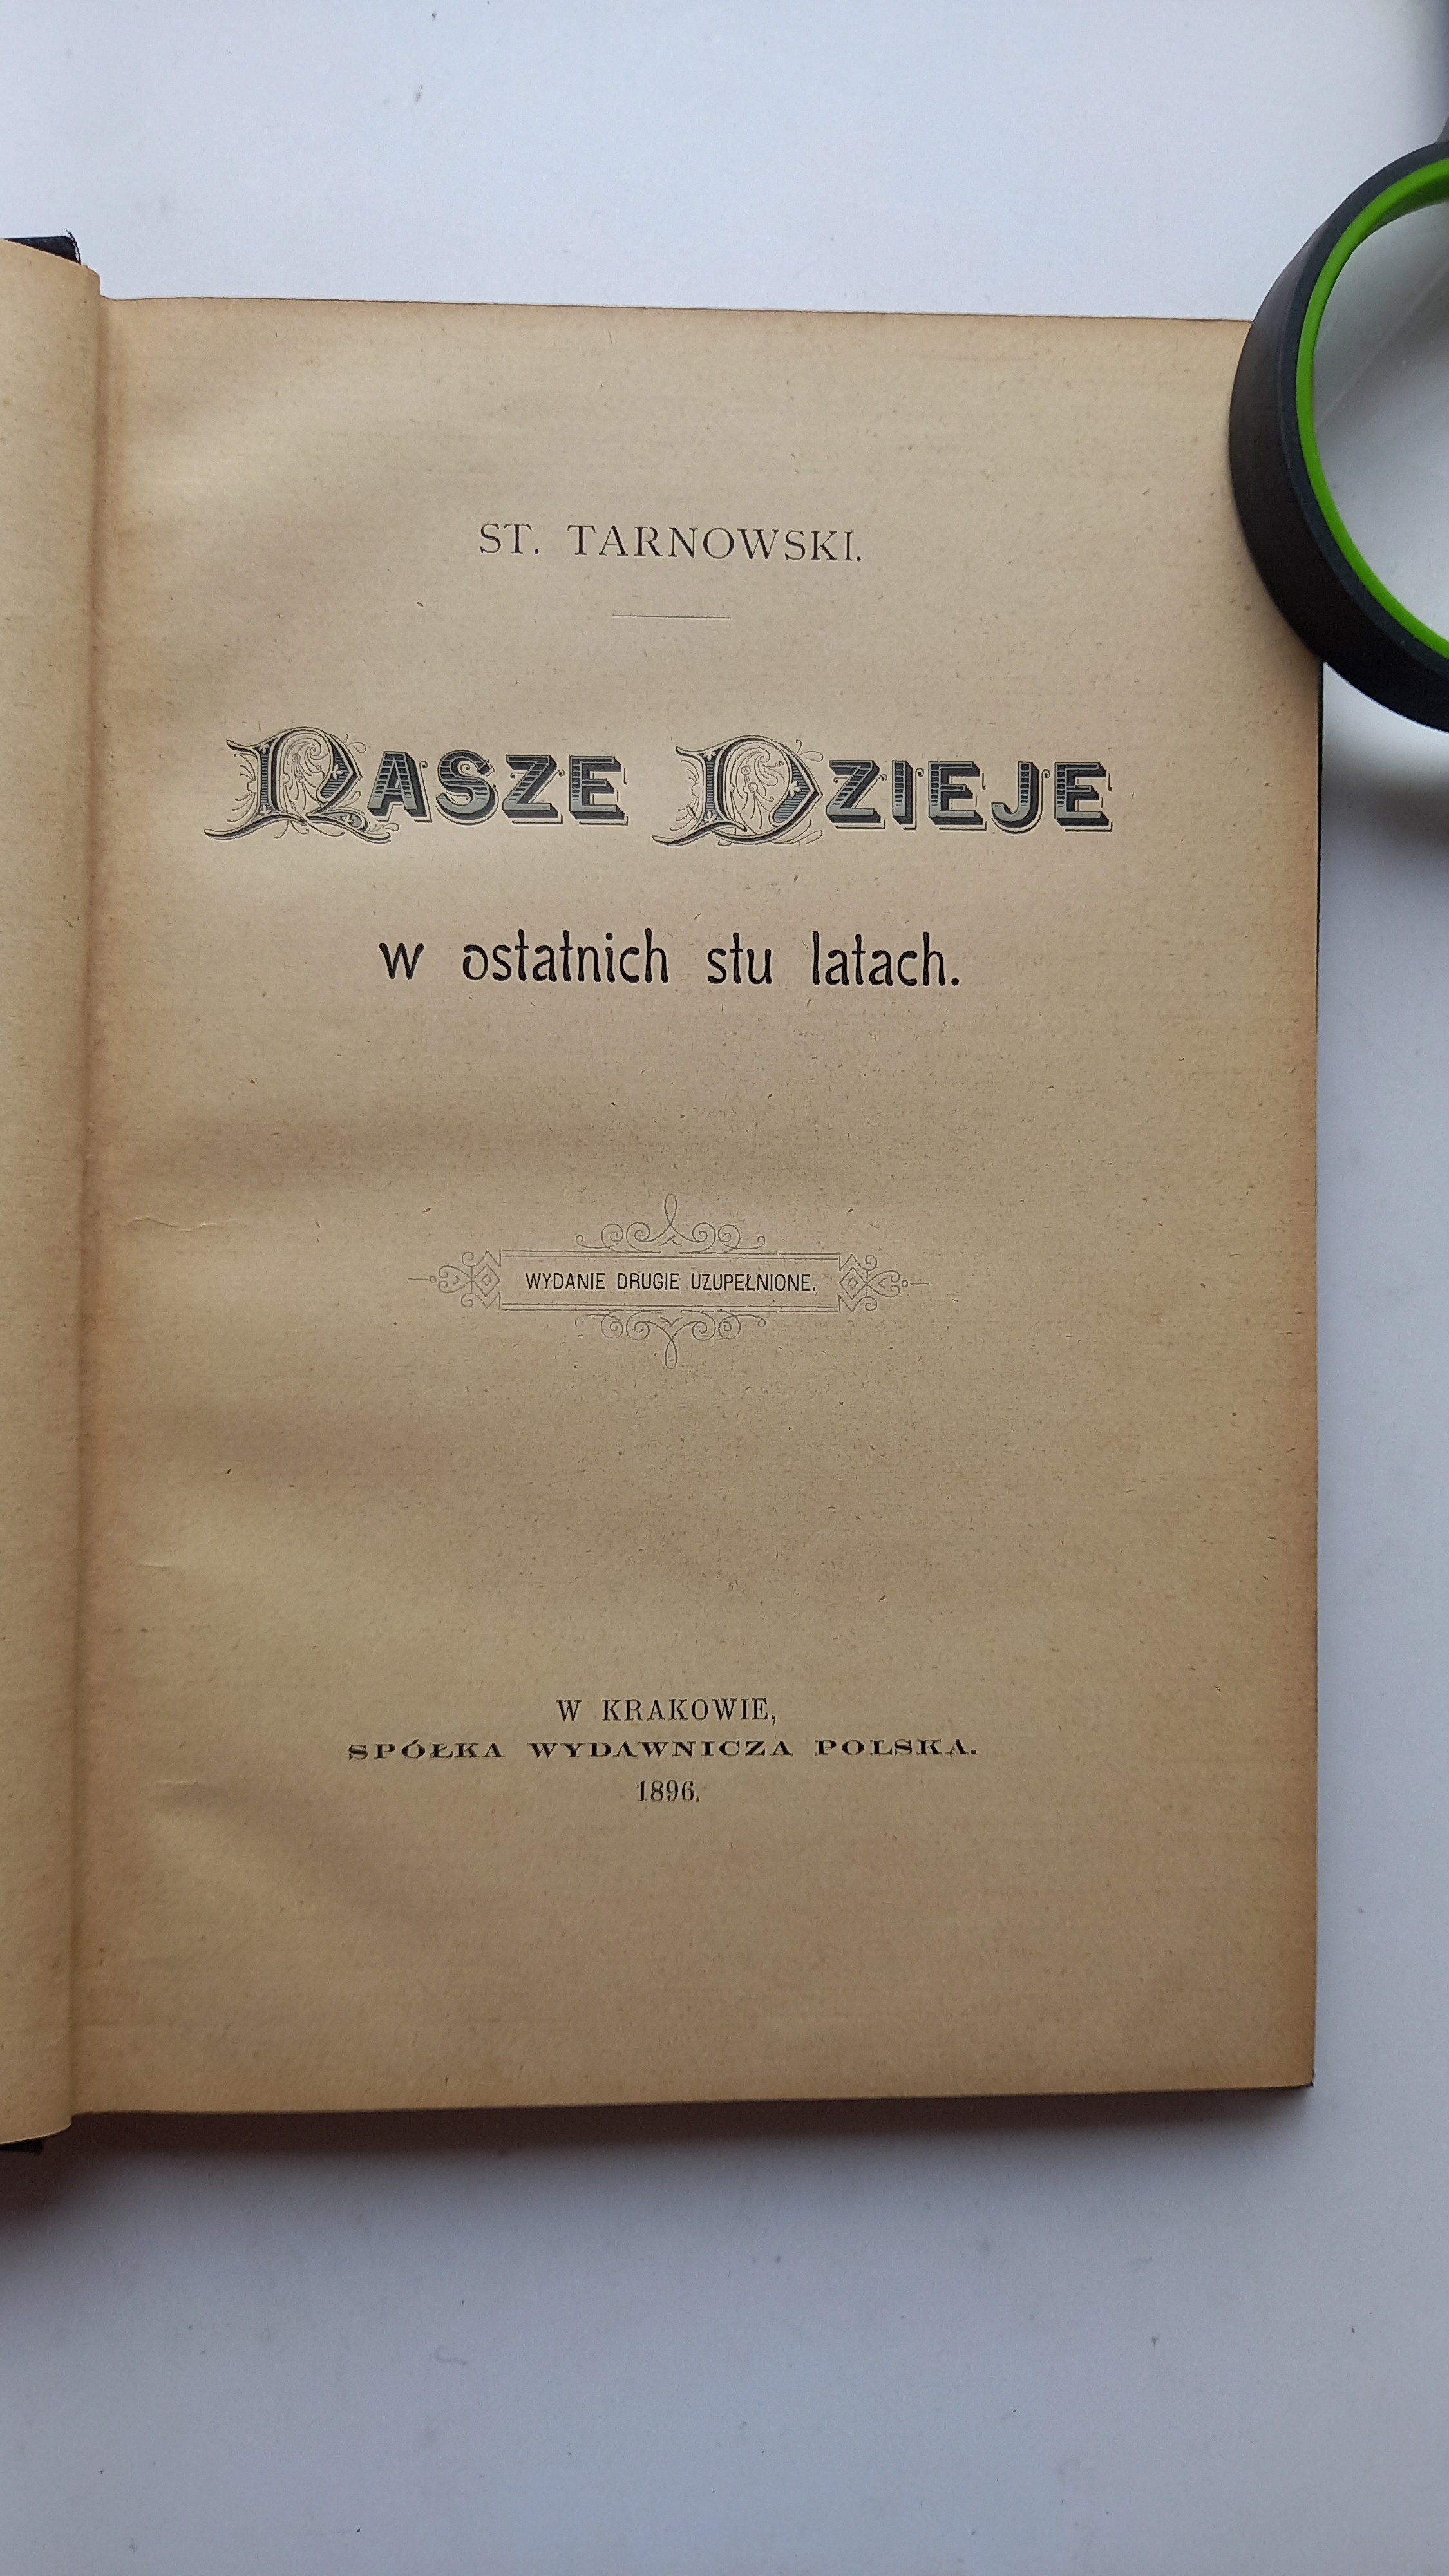 ST. TARNOWSKI.
NASZE DZIEJE
w ostatnich stu latach.
WYDANIE DRUGIE UZUPEŁNIONE.
W KRAKOWIE,
SPÓŁKA WYDAWNICZA POLSKA.
1896.